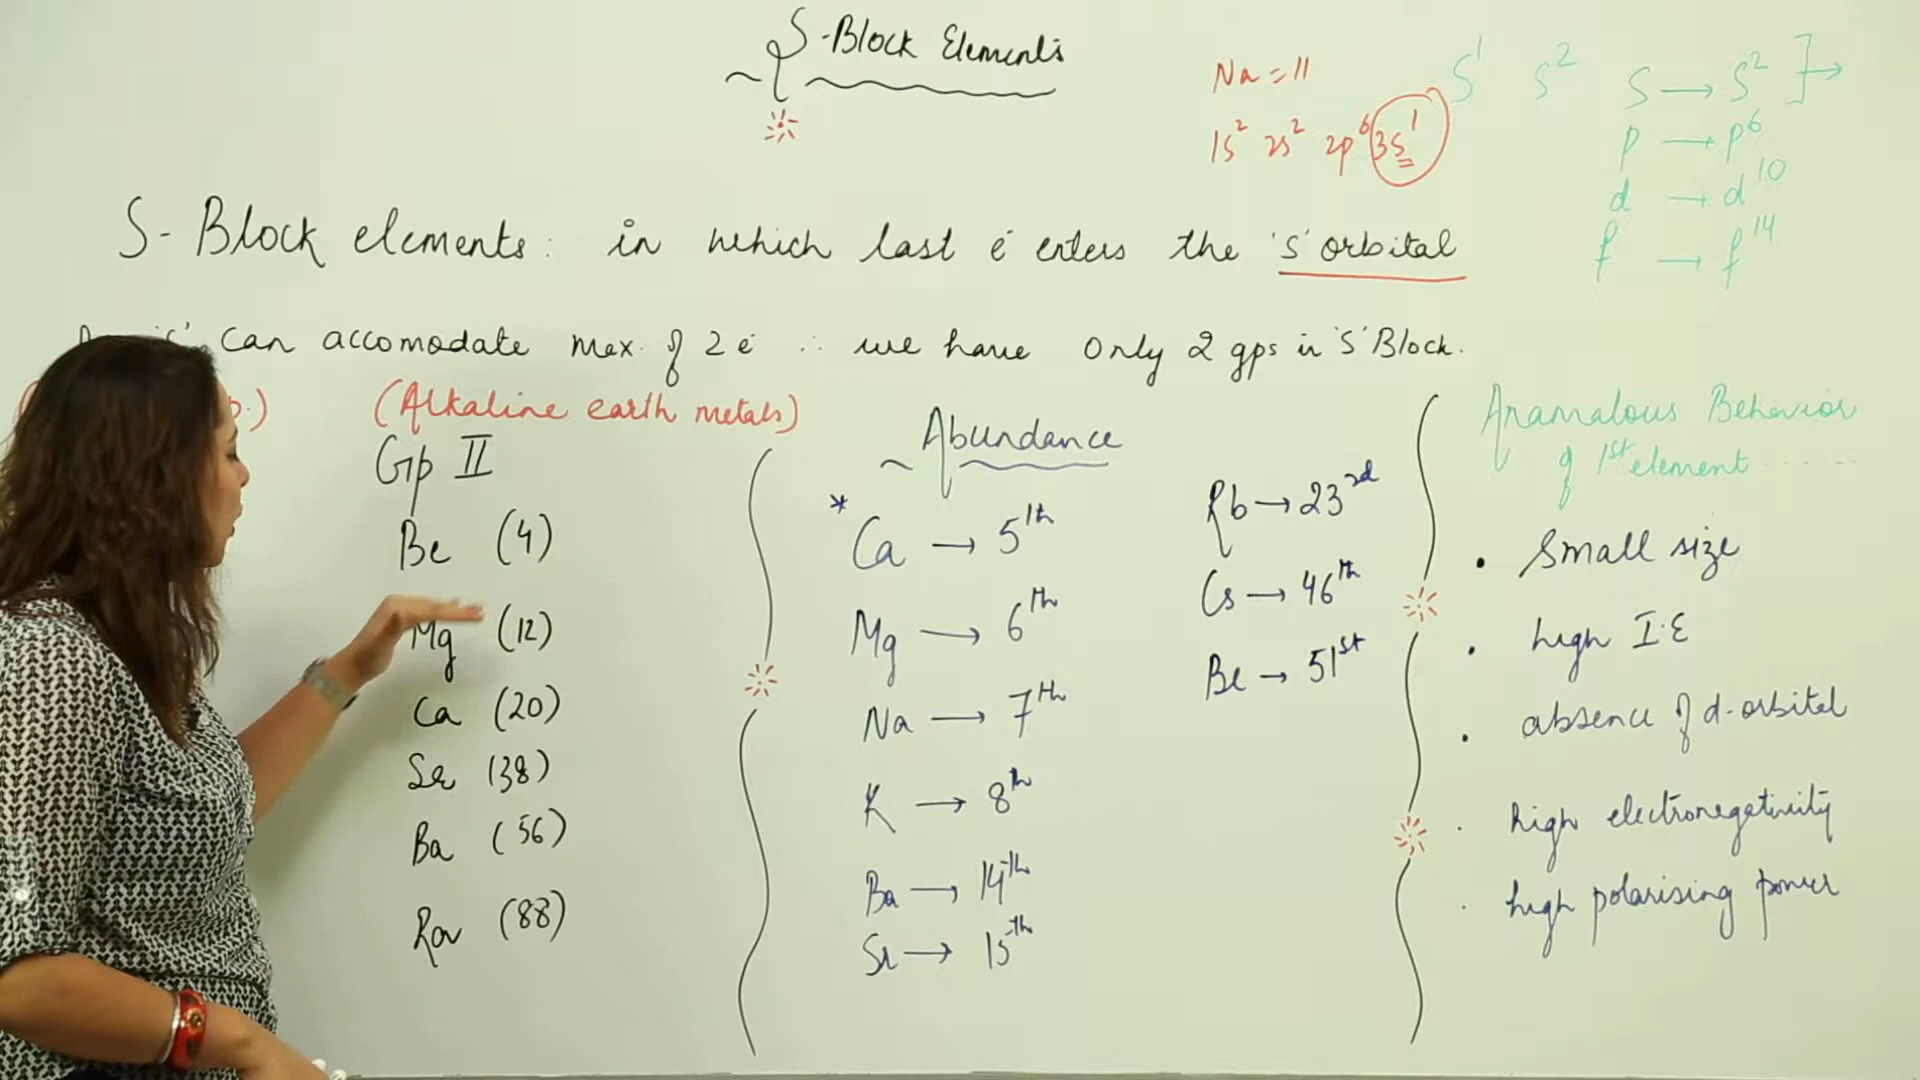 S-Block Elements
Na = 11
1s² 2s² 2p⁶ 3s¹
S¹ S²
S → S² ] →
p → p⁶
d → d¹⁰
f → f¹⁴
S-Block elements: in which last e⁻ enters the 's' orbital
can accomodate max. of 2 e⁻ ∴ we have only 2 gps in 'S' Block.
(Alkaline earth metals)
Gp II
Be (4)
Mg (12)
Ca (20)
Sr (38)
Ba (56)
Ra (88)
Abundance
* Ca → 5th
Mg → 6th
Na → 7th
K → 8th
Ba → 14th
Sr → 15th
Rb → 23rd
Cs → 46th
Be → 51st
Anamalous Behavior
of 1st element ......
• Small size
• high I.E
• absence of d-orbital
• high electronegativity
• high polarising power